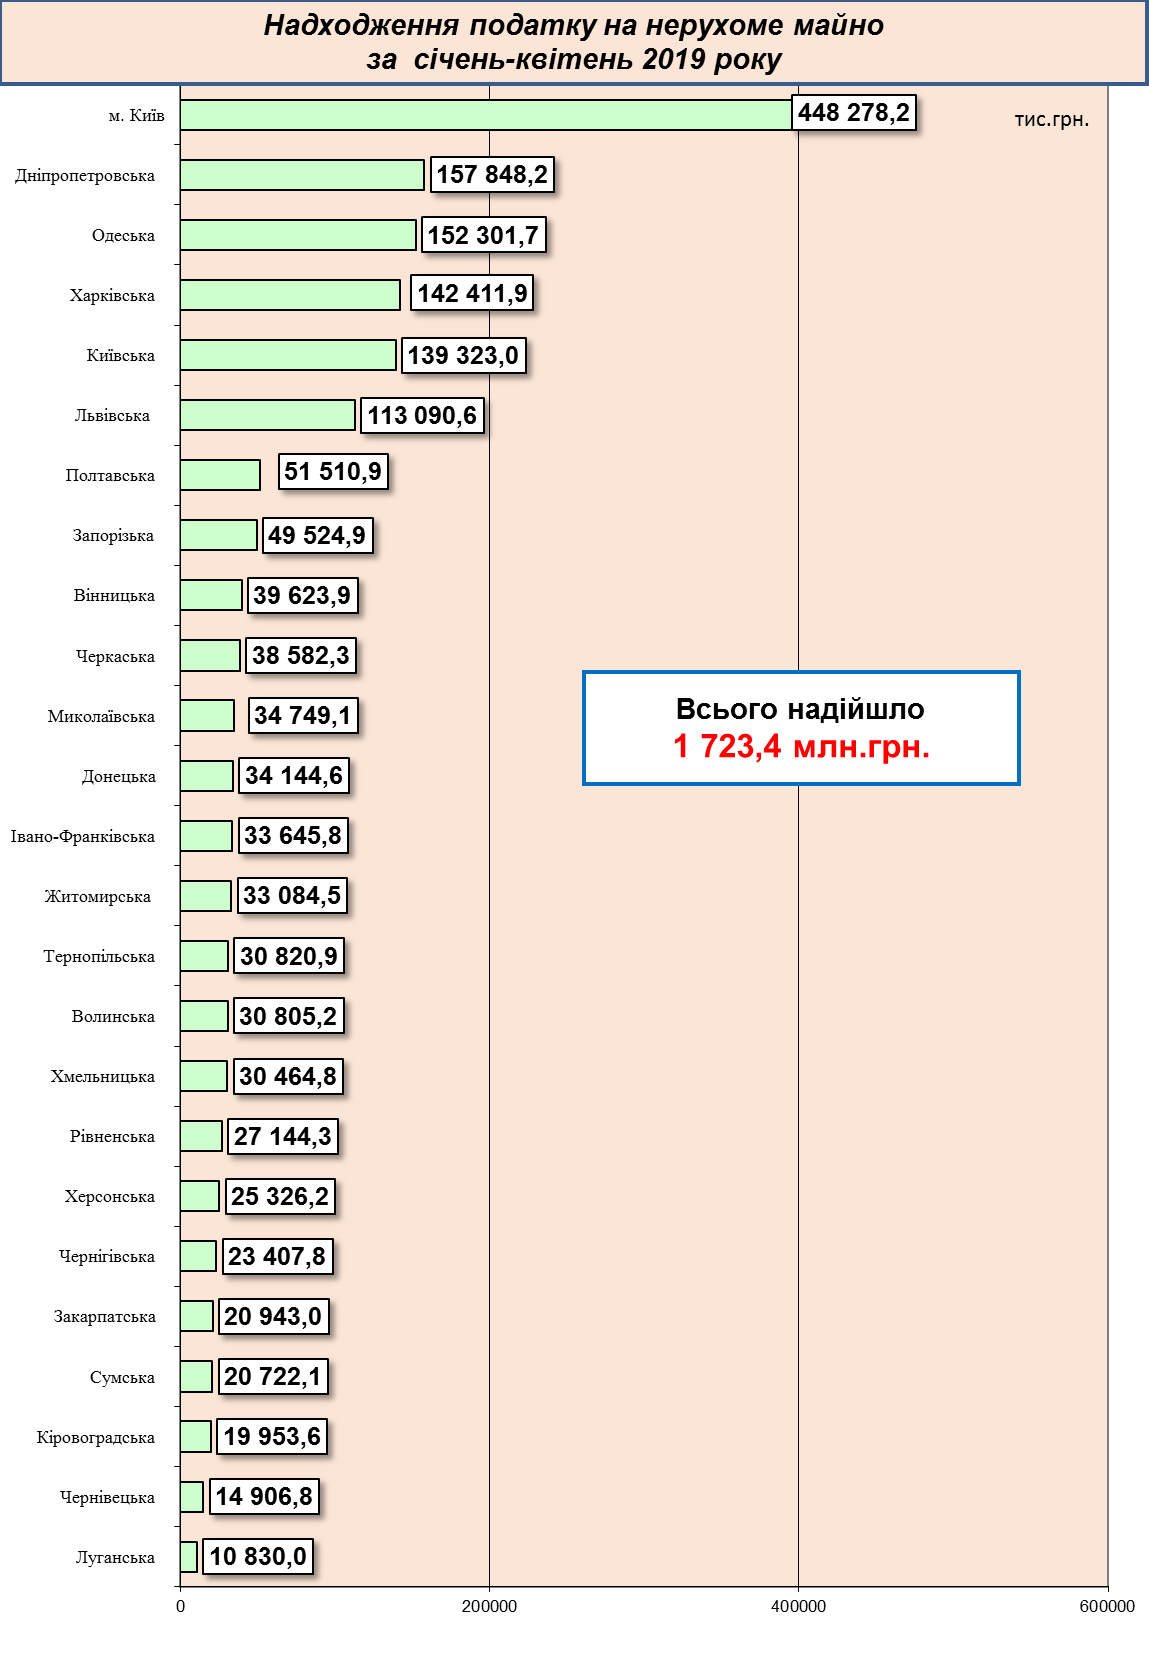 Надходження податку на нерухоме майно
за січень-квітень 2019 року
тис.грн.
м. Київ 448 278,2
Дніпропетровська 157 848,2
Одеська 152 301,7
Харківська 142 411,9
Київська 139 323,0
Львівська 113 090,6
Полтавська 51 510,9
Запорізька 49 524,9
Вінницька 39 623,9
Черкаська 38 582,3
Миколаївська 34 749,1
Донецька 34 144,6
Івано-Франківська 33 645,8
Житомирська 33 084,5
Тернопільська 30 820,9
Волинська 30 805,2
Хмельницька 30 464,8
Рівненська 27 144,3
Херсонська 25 326,2
Чернігівська 23 407,8
Закарпатська 20 943,0
Сумська 20 722,1
Кіровоградська 19 953,6
Чернівецька 14 906,8
Луганська 10 830,0
Всього надійшло
1 723,4 млн.грн.
0 200000 400000 600000